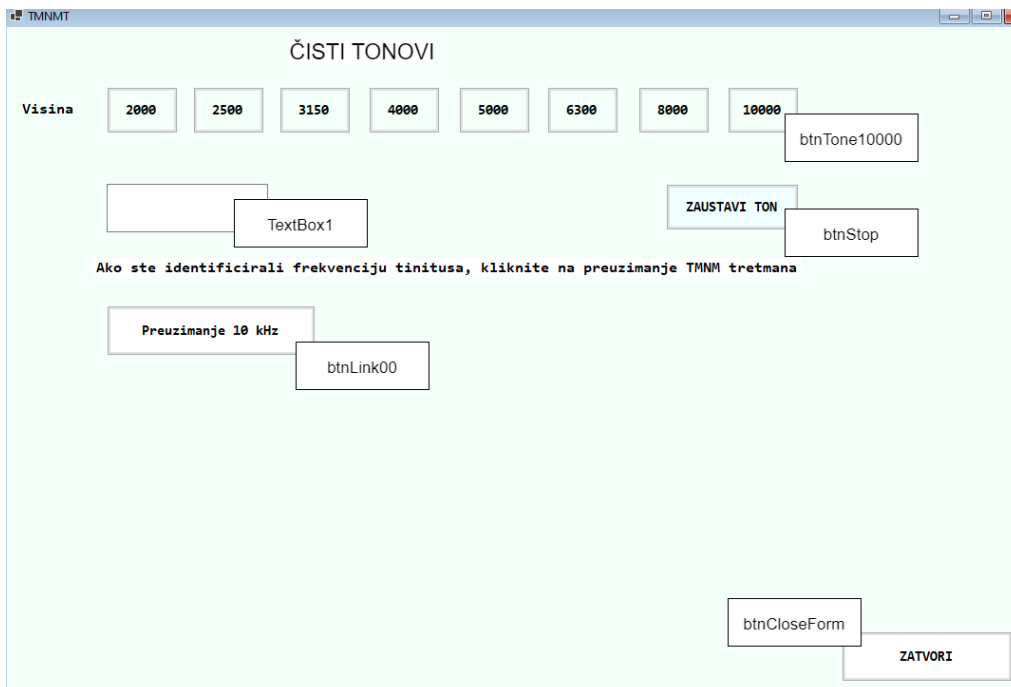 TMNMT
ČISTI TONOVI
Visina 2000 2500 3150 4000 5000 6300 8000 10000
btnTone10000
ZAUSTAVI TON
TextBox1
btnStop
Ako ste identificirali frekvenciju tinitusa, kliknite na preuzimanje TMNM tretmana
Preuzimanje 10 kHz
btnLink00
btnCloseForm
ZATVORI